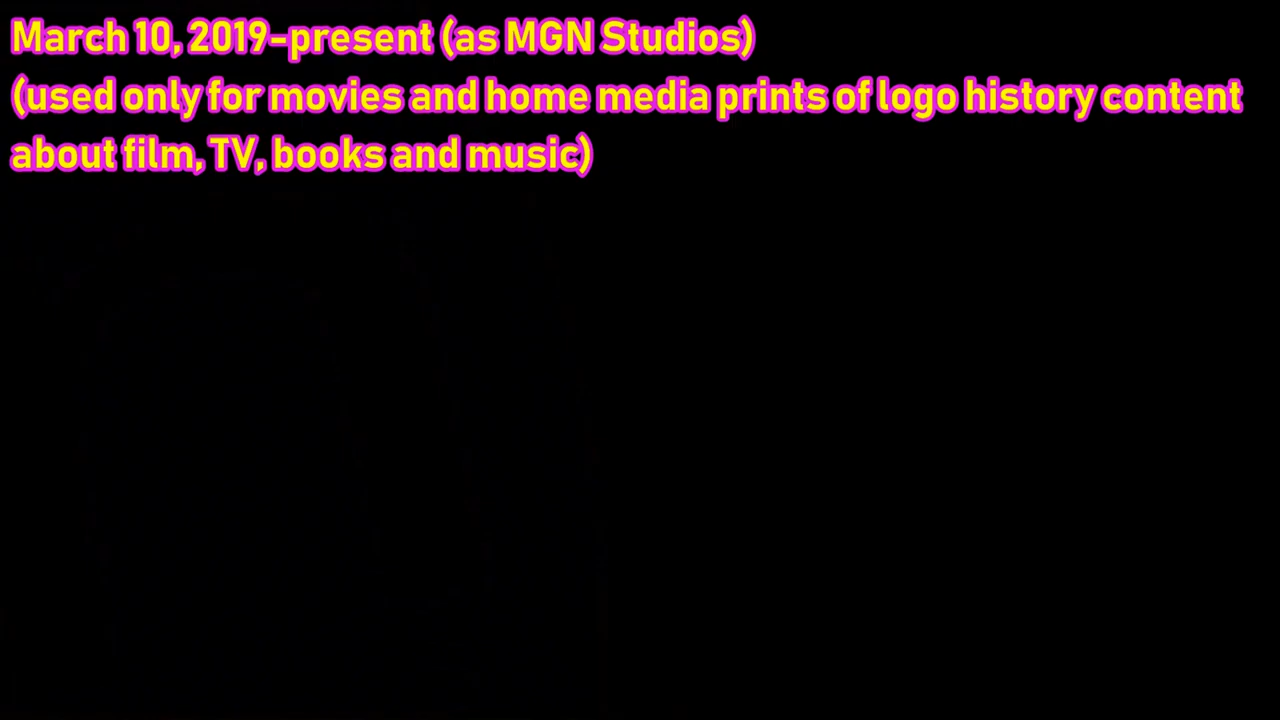 March 10, 2019-present (as MGN Studios)
(used only for movies and home media prints of logo history content
about film, TV, books and music)